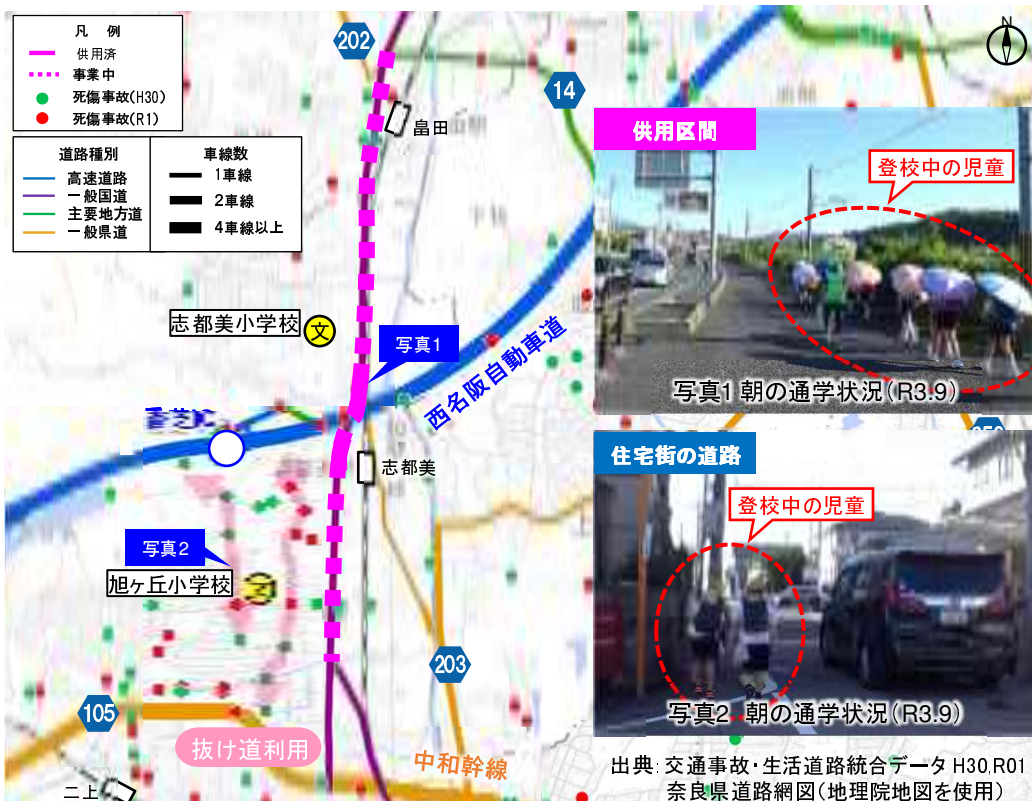 凡 例
供用済
事業中
死傷事故(H30)
死傷事故(R1)
道路種別
高速道路
一般国道
主要地方道
一般県道
車線数
1車線
2車線
4車線以上
N
202
14
畠田
志都美小学校
文
写真1
西名阪自動車道
志都美
写真2
旭ヶ丘小学校
203
105
抜け道利用
中和幹線
二上
供用区間
登校中の児童
写真1 朝の通学状況(R3.9)
住宅街の道路
登校中の児童
写真2 朝の通学状況(R3.9)
出典:交通事故・生活道路統合データ H30,R01
奈良県道路網図(地理院地図を使用)